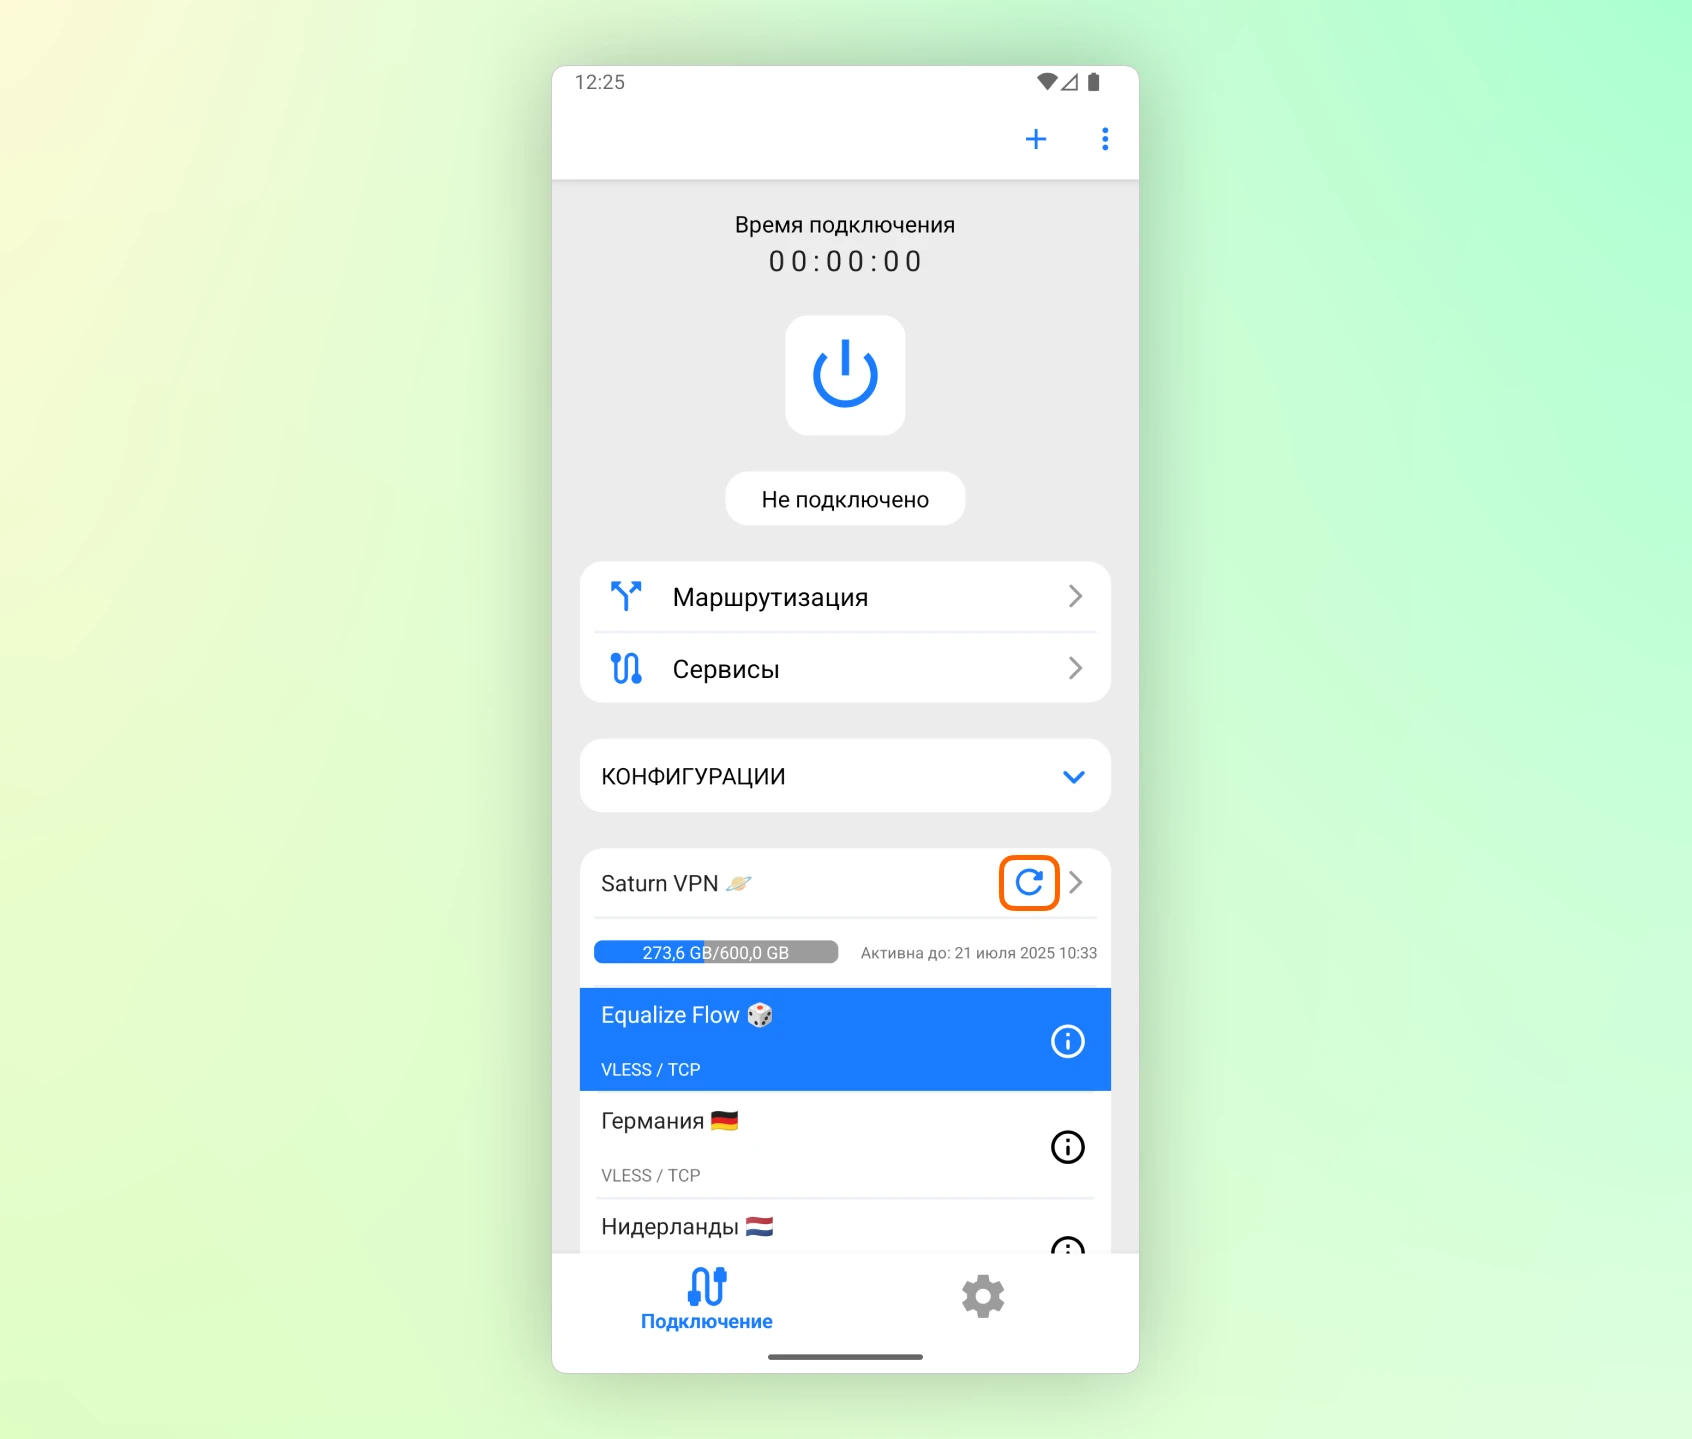 12:25
Время подключения
00:00:00
Не подключено
Маршрутизация
Сервисы
КОНФИГУРАЦИИ
Saturn VPN 🪐
273,6 GB/600,0 GB
Активна до: 21 июля 2025 10:33
Equalize Flow 🎲
VLESS / TCP
Германия 🇩🇪
VLESS / TCP
Нидерланды 🇳🇱
Подключение